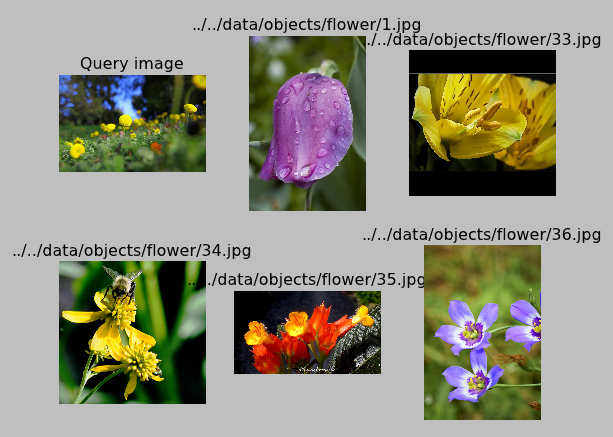 ../../data/objects/flower/1.jpg
../../data/objects/flower/33.jpg
Query image
../../data/objects/flower/36.jpg
../../data/objects/flower/34.jpg
../../data/objects/flower/35.jpg